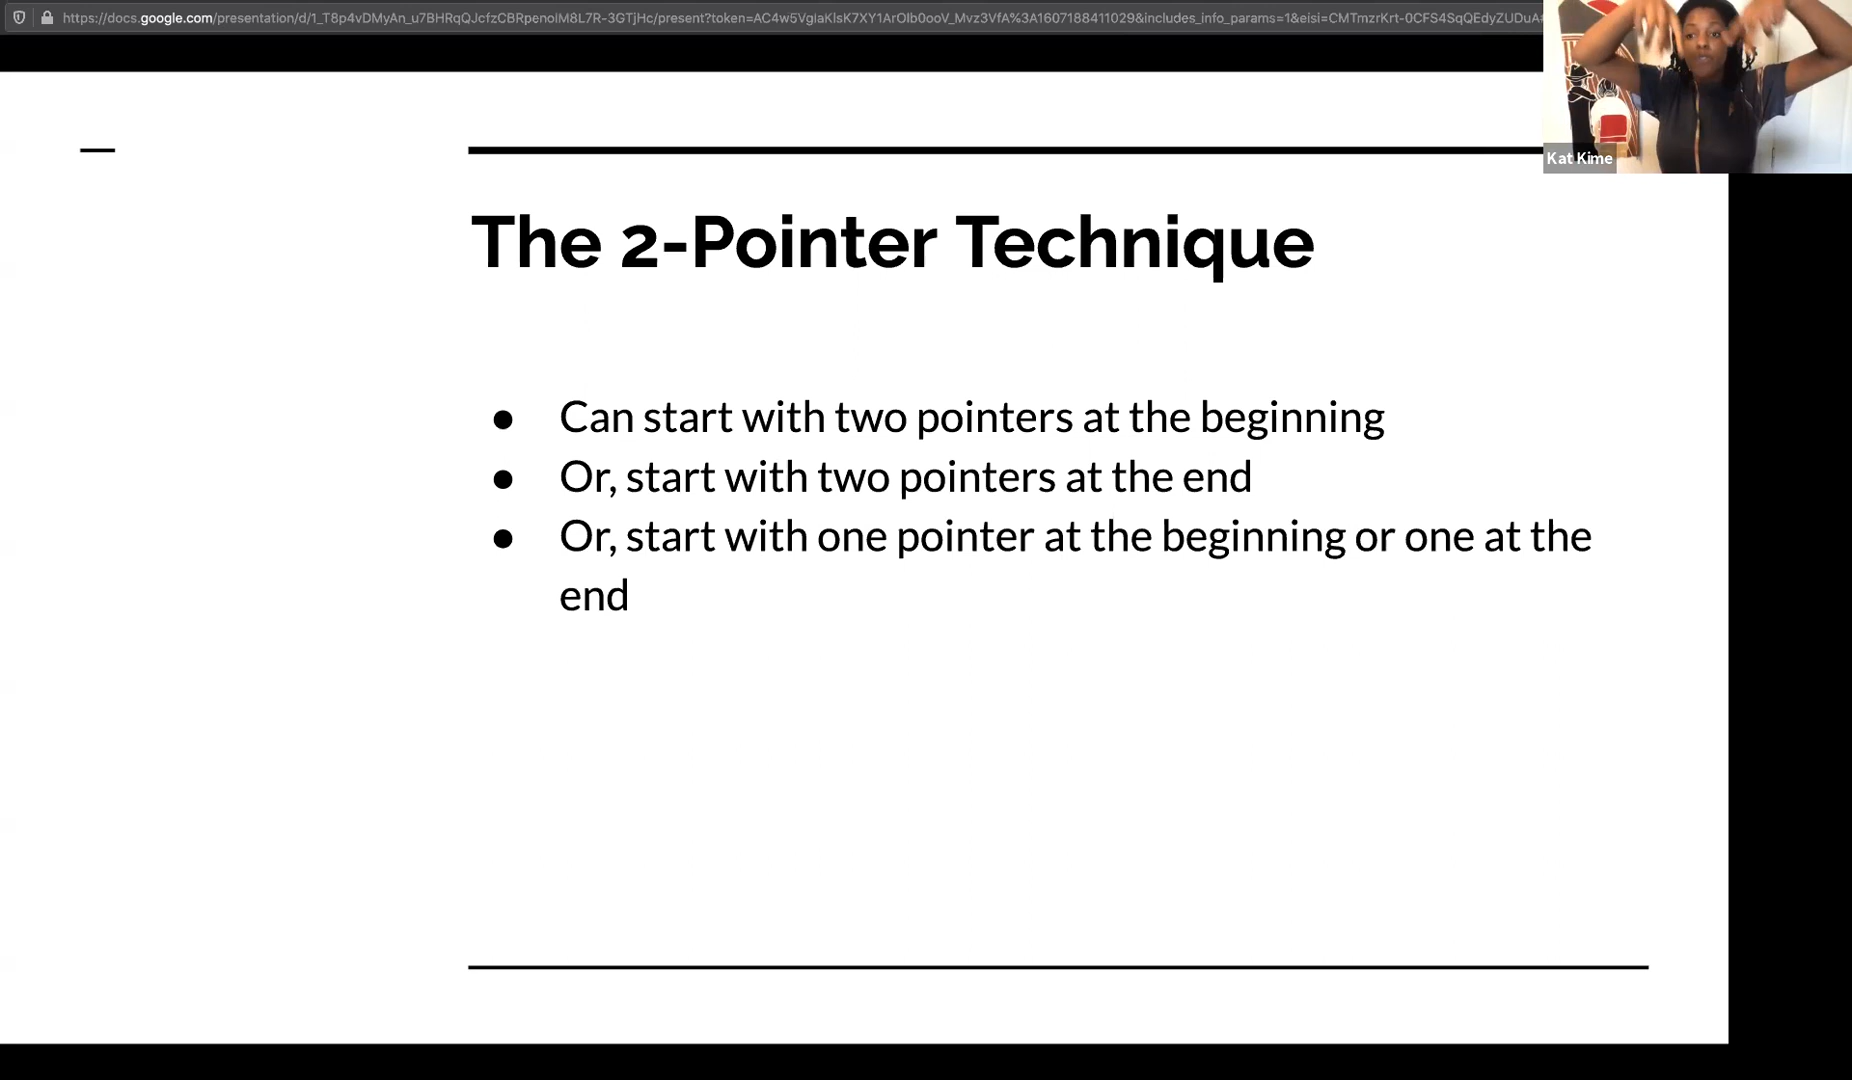 https://docs.google.com/presentation/d/1_T8p4vDMyAn_u7BHRqQJcfzCBRpenolM8L7R-3GTjHc/present?token=AC4w5VglaKlsK7XY1ArOlb0ooV_Mvz3VfA%3A1607188411029&includes_info_params=1&eisi=CMTmzrKrt-0CFS4SqQEdyZUDuA#
Kat Kime
The 2-Pointer Technique
● Can start with two pointers at the beginning
● Or, start with two pointers at the end
● Or, start with one pointer at the beginning or one at the
end